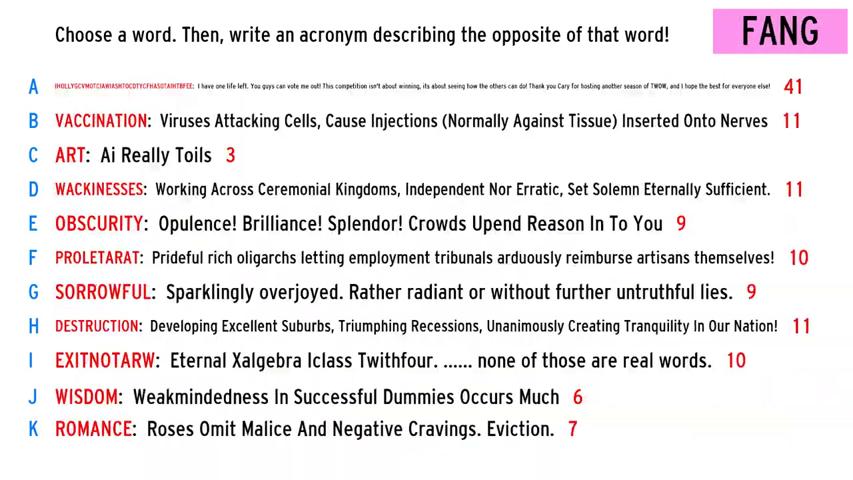 Choose a word. Then, write an acronym describing the opposite of that word!
FANG
A IHOLLYGCVMOTCIAWIASHTOCDTYCFHASOTAIHTBFEE: I have one life left. You guys can vote me out! This competition isn't about winning, its about seeing how the others can do! Thank you Cary for hosting another season of TWOW, and I hope the best for everyone else! 41
B VACCINATION: Viruses Attacking Cells, Cause Injections (Normally Against Tissue) Inserted Onto Nerves 11
C ART: Ai Really Toils 3
D WACKINESSES: Working Across Ceremonial Kingdoms, Independent Nor Erratic, Set Solemn Eternally Sufficient. 11
E OBSCURITY: Opulence! Brilliance! Splendor! Crowds Upend Reason In To You 9
F PROLETARAT: Prideful rich oligarchs letting employment tribunals arduously reimburse artisans themselves! 10
G SORROWFUL: Sparklingly overjoyed. Rather radiant or without further untruthful lies. 9
H DESTRUCTION: Developing Excellent Suburbs, Triumphing Recessions, Unanimously Creating Tranquility In Our Nation! 11
I EXITNOTARW: Eternal Xalgebra Iclass Twithfour. ...... none of those are real words. 10
J WISDOM: Weakmindedness In Successful Dummies Occurs Much 6
K ROMANCE: Roses Omit Malice And Negative Cravings. Eviction. 7